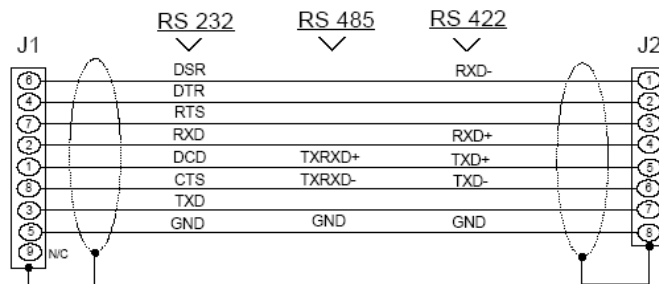 RS 232 RS 485 RS 422
J1 J2
6 DSR RXD- 1
4 DTR 2
7 RTS 3
2 RXD RXD+ 4
1 DCD TXRXD+ TXD+ 5
8 CTS TXRXD- TXD- 6
3 TXD 7
5 GND GND GND 8
9 N/C